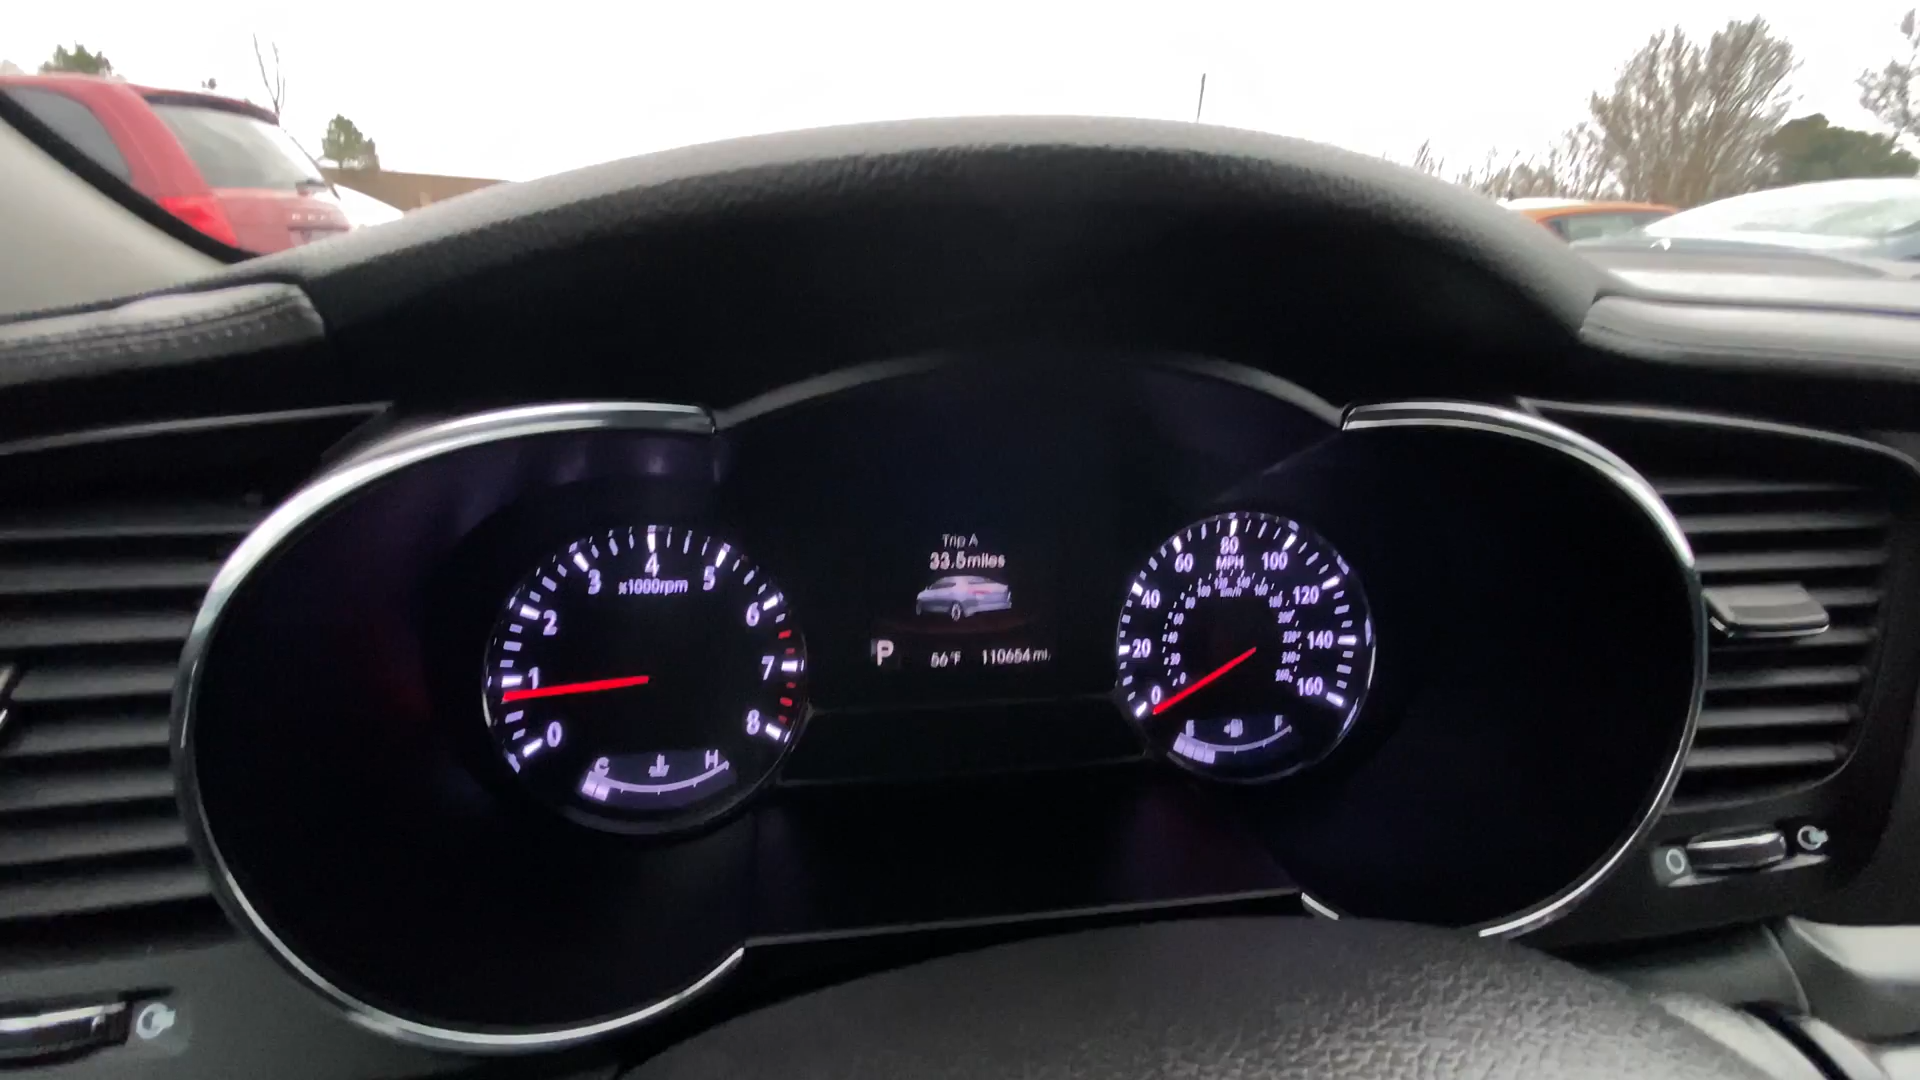 Trip A
33.5miles
P 56°F 110654 mi.
0 1 2 3 4 5 6 7 8
x1000rpm
C H
0 20 40 60 80 100 120 140 160
MPH
km/h
E F